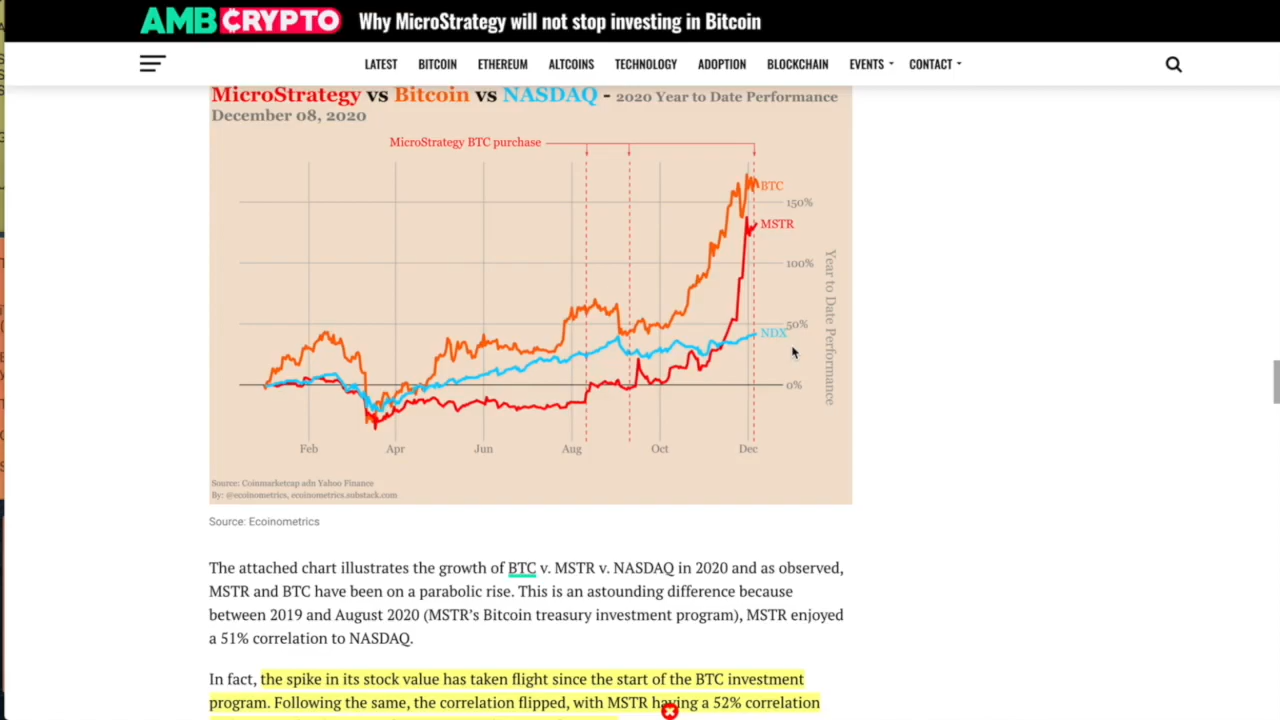 AMBCRYPTO Why MicroStrategy will not stop investing in Bitcoin
LATEST BITCOIN ETHEREUM ALTCOINS TECHNOLOGY ADOPTION BLOCKCHAIN EVENTS CONTACT
MicroStrategy vs Bitcoin vs NASDAQ - 2020 Year to Date Performance
December 08, 2020
MicroStrategy BTC purchase
BTC
150%
MSTR
100%
50%
NDX
0%
Year to Date Performance
Feb Apr Jun Aug Oct Dec
Source: Coinmarketcap adn Yahoo Finance
By: @ecoinometrics, ecoinometrics.substack.com
Source: Ecoinometrics
The attached chart illustrates the growth of BTC v. MSTR v. NASDAQ in 2020 and as observed,
MSTR and BTC have been on a parabolic rise. This is an astounding difference because
between 2019 and August 2020 (MSTR's Bitcoin treasury investment program), MSTR enjoyed
a 51% correlation to NASDAQ.
In fact, the spike in its stock value has taken flight since the start of the BTC investment
program. Following the same, the correlation flipped, with MSTR having a 52% correlation